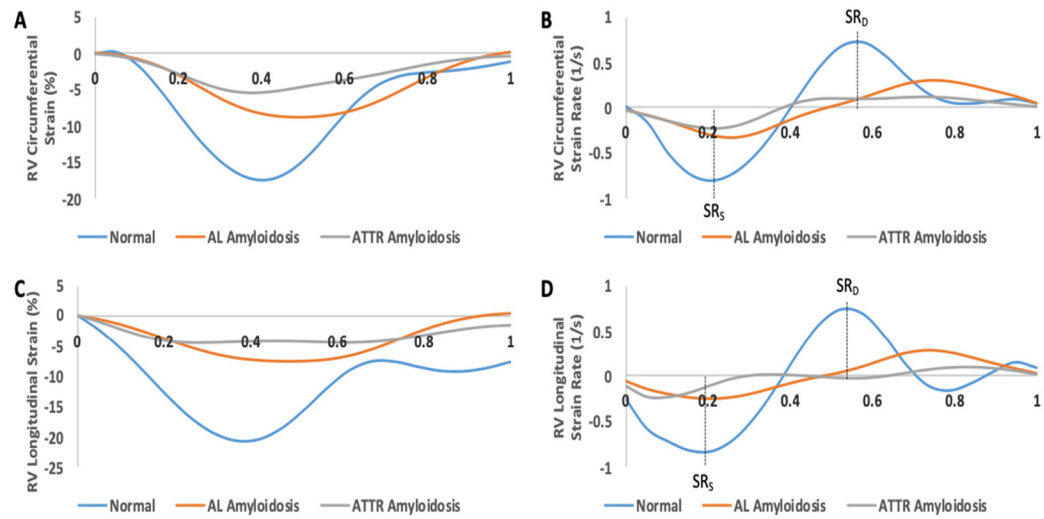 A
RV Circumferential
Strain (%)
5
0
-5
-10
-15
-20
0 0.2 0.4 0.6 0.8 1
Normal AL Amyloidosis ATTR Amyloidosis
B
RV Circumferential
Strain Rate (1/s)
1
0.5
0
-0.5
-1
0 0.2 0.4 0.6 0.8 1
SRD
SRS
Normal AL Amyloidosis ATTR Amyloidosis
C
RV Longitudinal Strain (%)
5
0
-5
-10
-15
-20
-25
0 0.2 0.4 0.6 0.8 1
Normal AL Amyloidosis ATTR Amyloidosis
D
RV Longitudinal
Strain Rate (1/s)
1
0.5
0
-0.5
-1
0 0.2 0.4 0.6 0.8 1
SRD
SRS
Normal AL Amyloidosis ATTR Amyloidosis